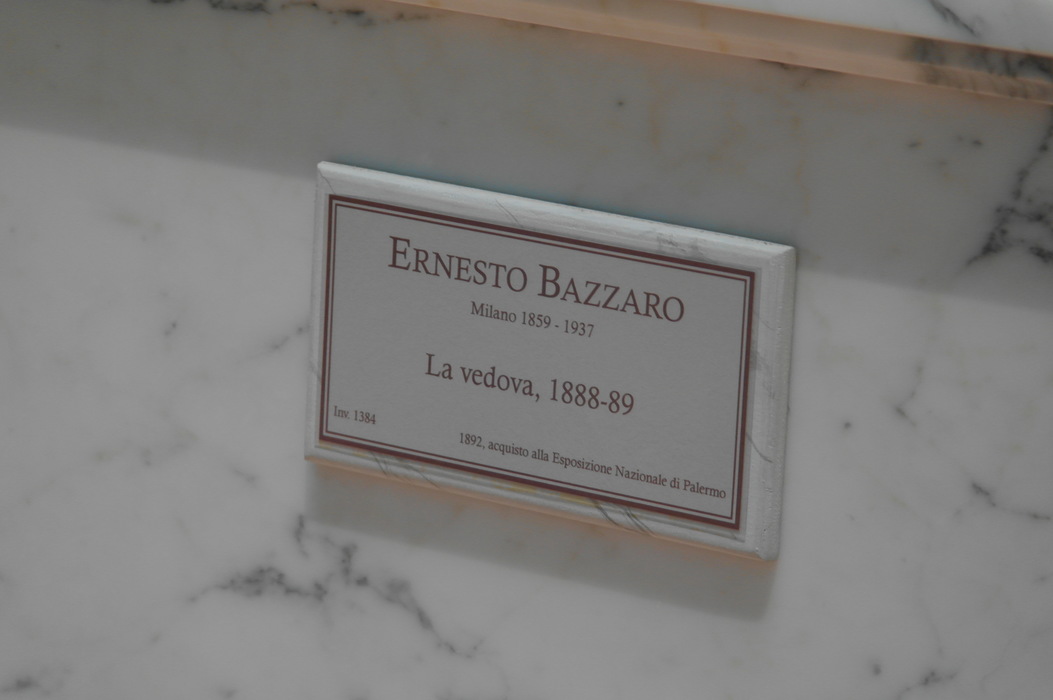 ERNESTO BAZZARO
Milano 1859 - 1937
La vedova, 1888-89
Inv. 1384
1892, acquisto alla Esposizione Nazionale di Palermo